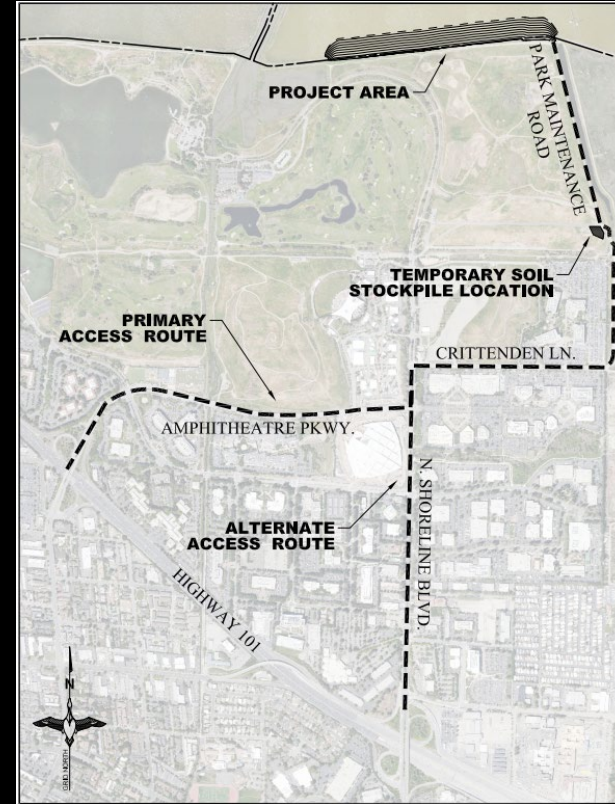 PROJECT AREA
PARK MAINTENANCE
ROAD
TEMPORARY SOIL
STOCKPILE LOCATION
PRIMARY
ACCESS ROUTE
CRITTENDEN LN.
AMPHITHEATRE PKWY.
ALTERNATE
ACCESS ROUTE
N. SHORELINE BLVD.
HIGHWAY 101
N
GRID NORTH